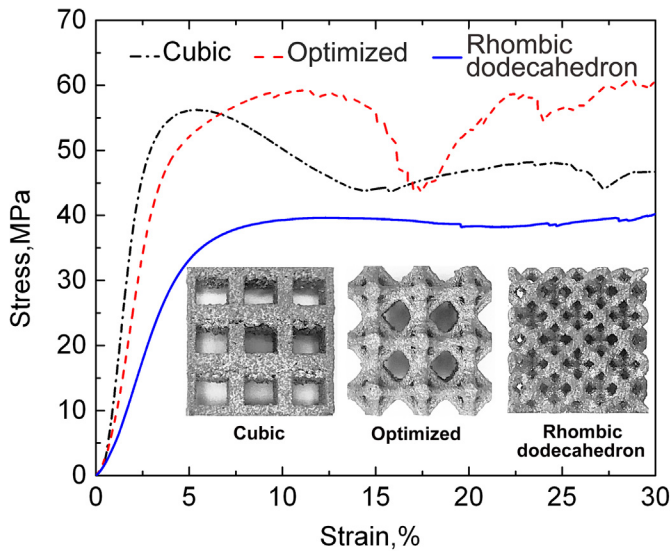 70
60
50
40
30
20
10
0
Stress,MPa
Cubic
Optimized
Rhombic
dodecahedron
Cubic
Optimized
Rhombic
dodecahedron
0
5
10
15
20
25
30
Strain,%